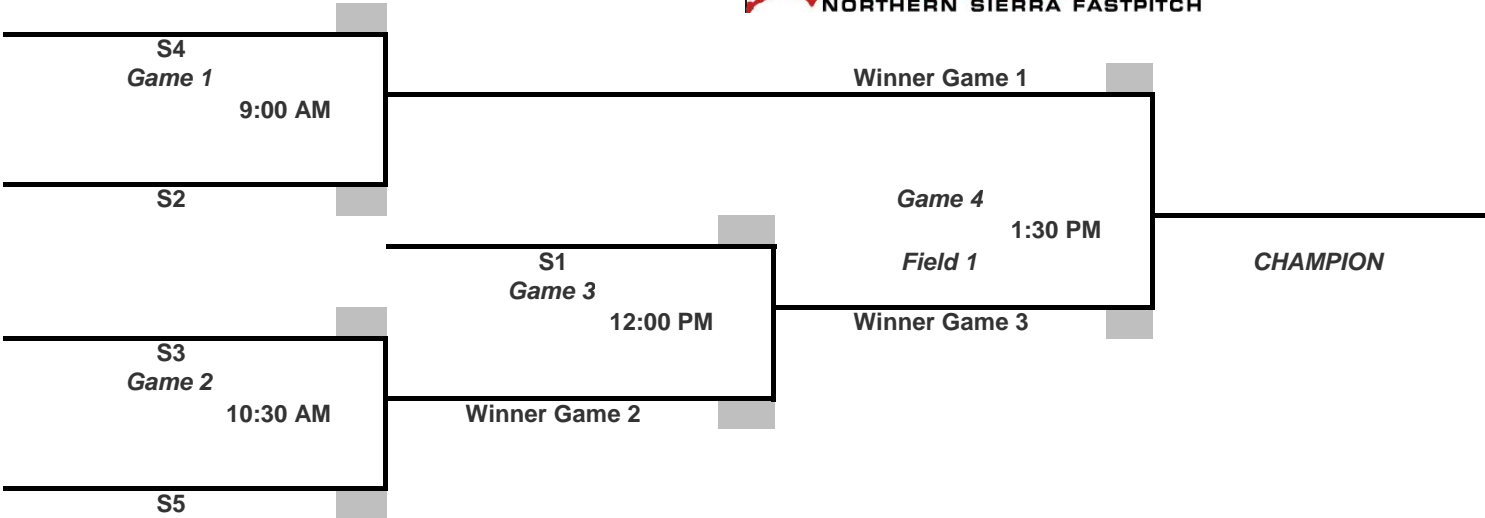 NORTHERN SIERRA FASTPITCH
S4
Game 1
9:00 AM
S2
Winner Game 1
Game 4
1:30 PM
Field 1
CHAMPION
S1
Game 3
12:00 PM
Winner Game 3
S3
Game 2
10:30 AM
Winner Game 2
S5